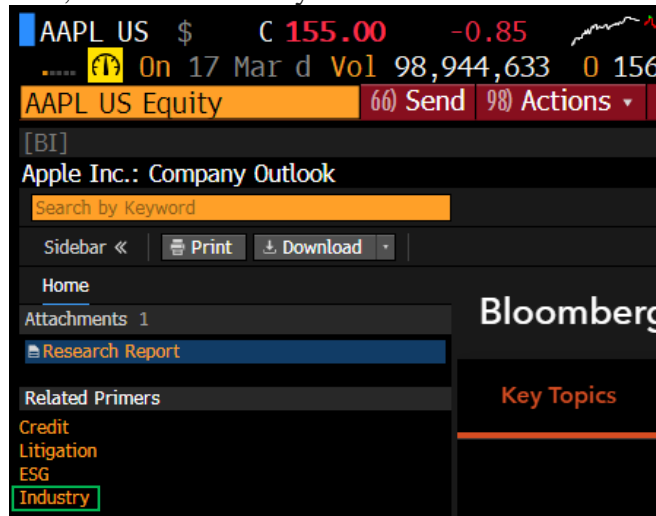 AAPL US $ C 155.00 -0.85
On 17 Mar d Vol 98,944,633 O 156
AAPL US Equity 66) Send 98) Actions
[BI]
Apple Inc.: Company Outlook
Search by Keyword
Sidebar « Print Download
Home
Attachments 1
Bloomberg
Research Report
Related Primers
Key Topics
Credit
Litigation
ESG
Industry